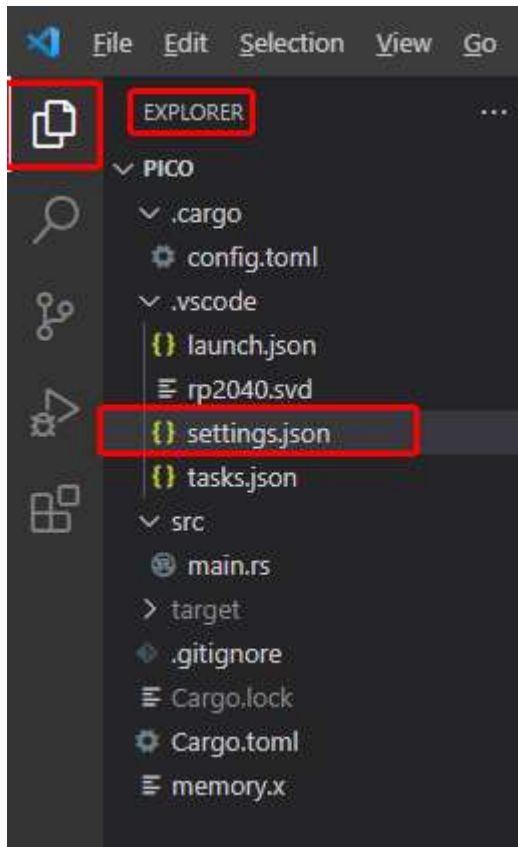 File Edit Selection View Go
EXPLORER ...
PICO
.cargo
config.toml
.vscode
{} launch.json
rp2040.svd
{} settings.json
{} tasks.json
src
main.rs
target
.gitignore
Cargo.lock
Cargo.toml
memory.x